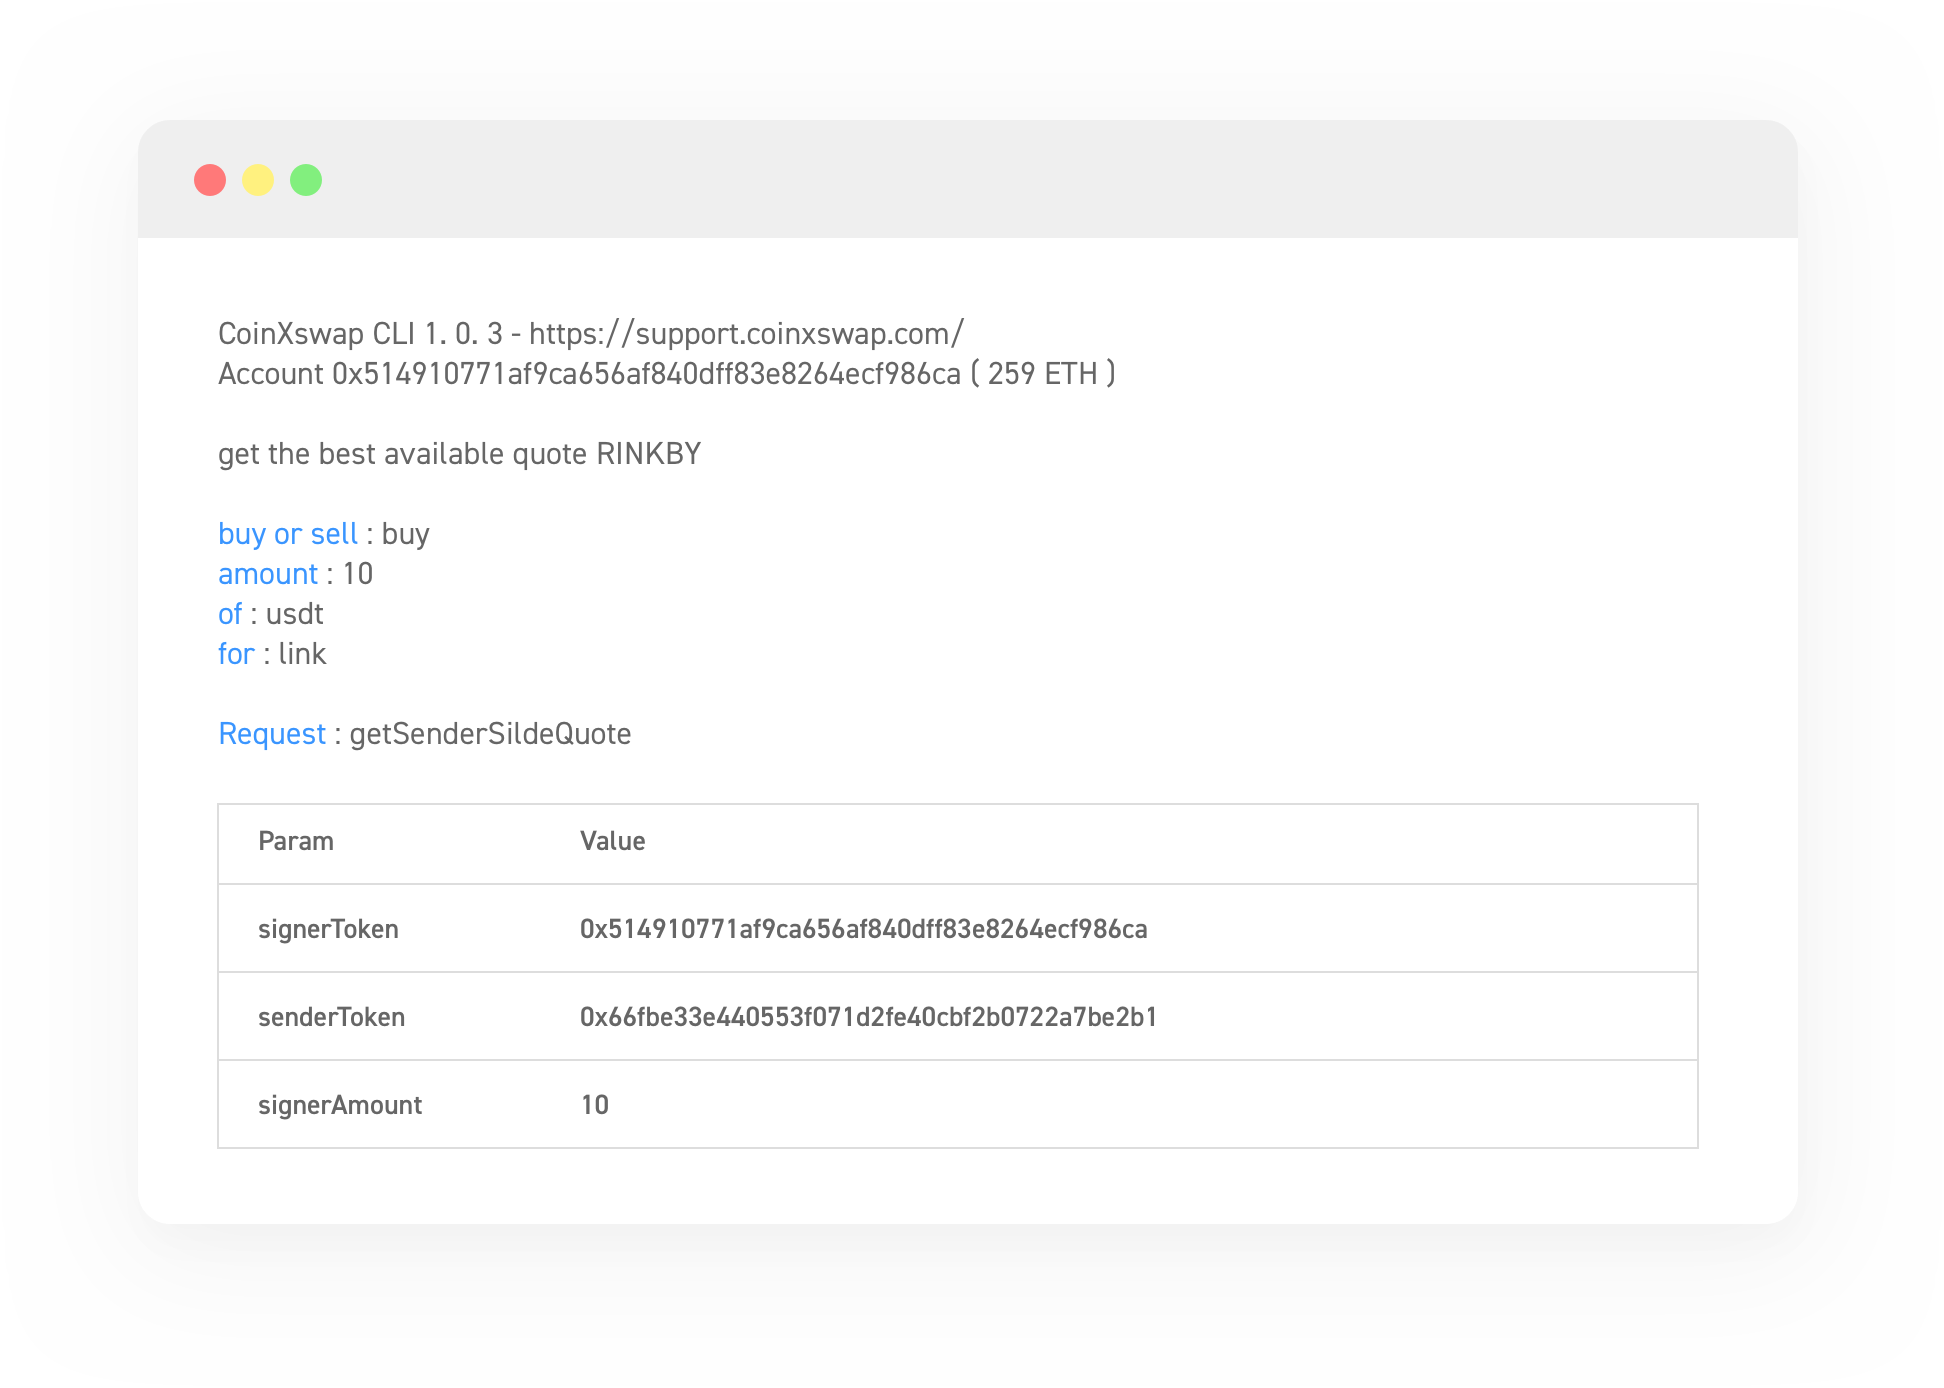 CoinXswap CLI 1. 0. 3 - https://support.coinxswap.com/
Account 0x514910771af9ca656af840dff83e8264ecf986ca ( 259 ETH )
get the best available quote RINKBY
buy or sell : buy
amount : 10
of : usdt
for : link
Request : getSenderSildeQuote
Param Value
signerToken 0x514910771af9ca656af840dff83e8264ecf986ca
senderToken 0x66fbe33e440553f071d2fe40cbf2b0722a7be2b1
signerAmount 10